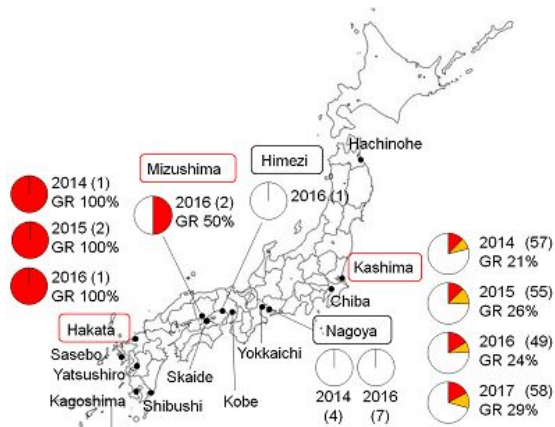 Hachinohe
Mizushima
Himezi
2014 (1)
GR 100%
2016 (2)
GR 50%
2016 (1)
2015 (2)
GR 100%
2016 (1)
GR 100%
Kashima
2014 (57)
GR 21%
Chiba
2015 (55)
GR 26%
Hakata
Nagoya
Sasebo
Yokkaichi
Yatsushiro
Skaide
2016 (49)
GR 24%
Kagoshima
Shibushi
Kobe
2014
(4)
2016
(7)
2017 (58)
GR 29%